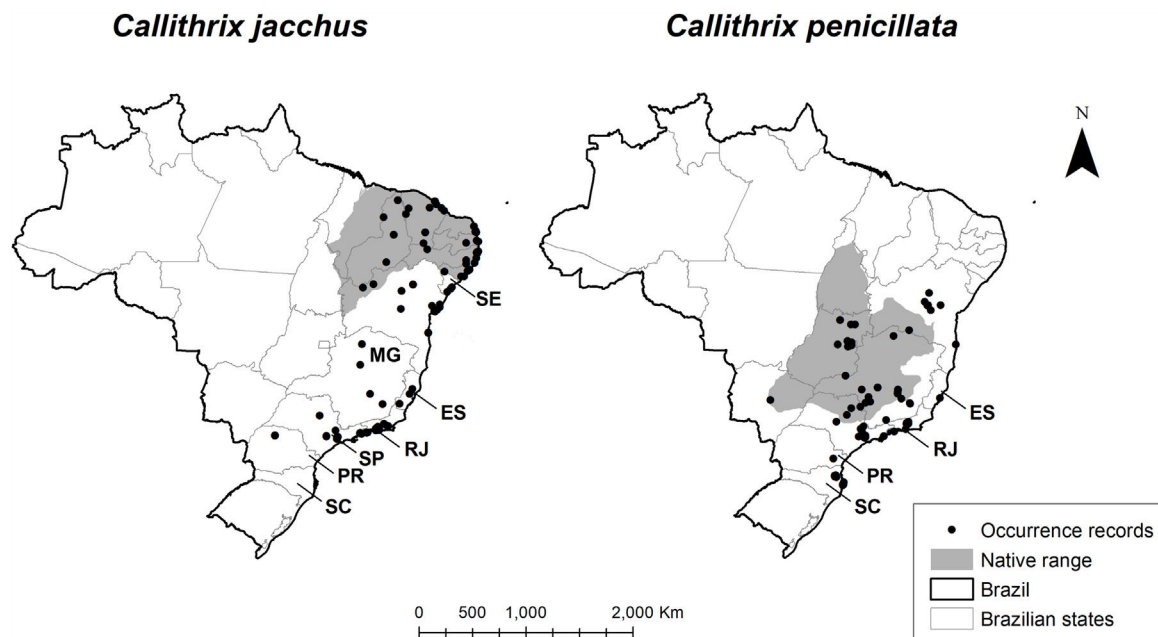 Callithrix jacchus
Callithrix penicillata
N
SE
MG
ES
RJ
SP
PR
SC
ES
RJ
PR
SC
Occurrence records
Native range
Brazil
Brazilian states
0 500 1,000 2,000 Km